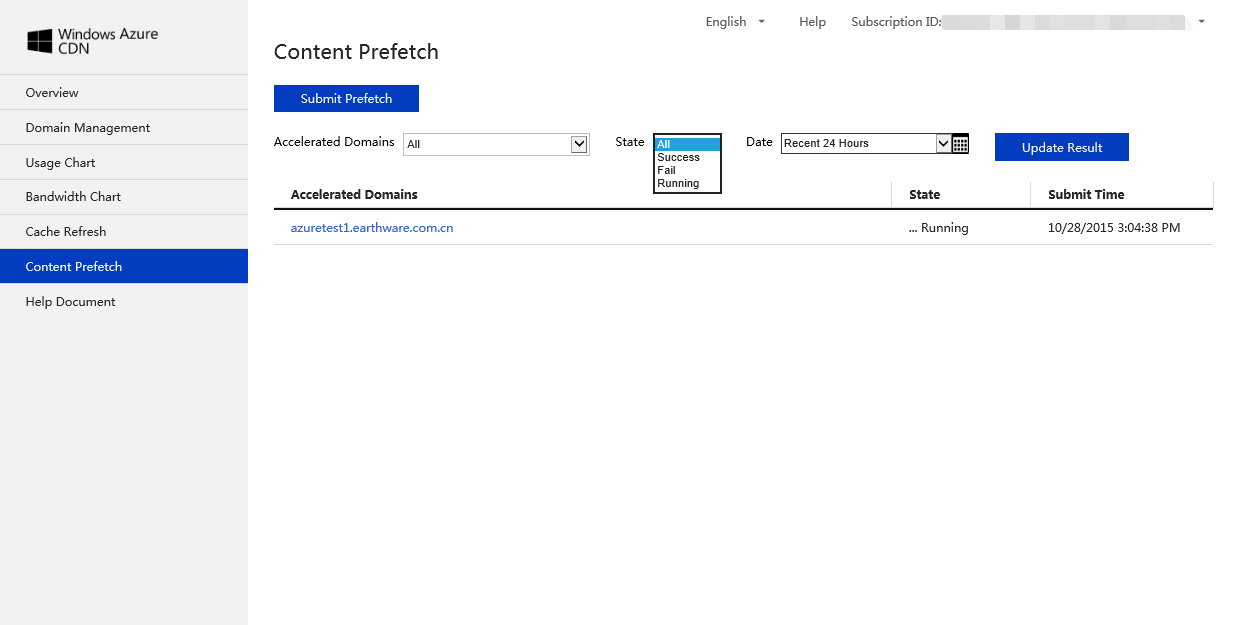 Windows Azure
CDN
English Help Subscription ID:
Content Prefetch
Submit Prefetch
Overview
Domain Management
Usage Chart
Bandwidth Chart
Cache Refresh
Content Prefetch
Help Document
Accelerated Domains All State All Date Recent 24 Hours Update Result
Success
Fail
Running
Accelerated Domains State Submit Time
azuretest1.earthware.com.cn ... Running 10/28/2015 3:04:38 PM